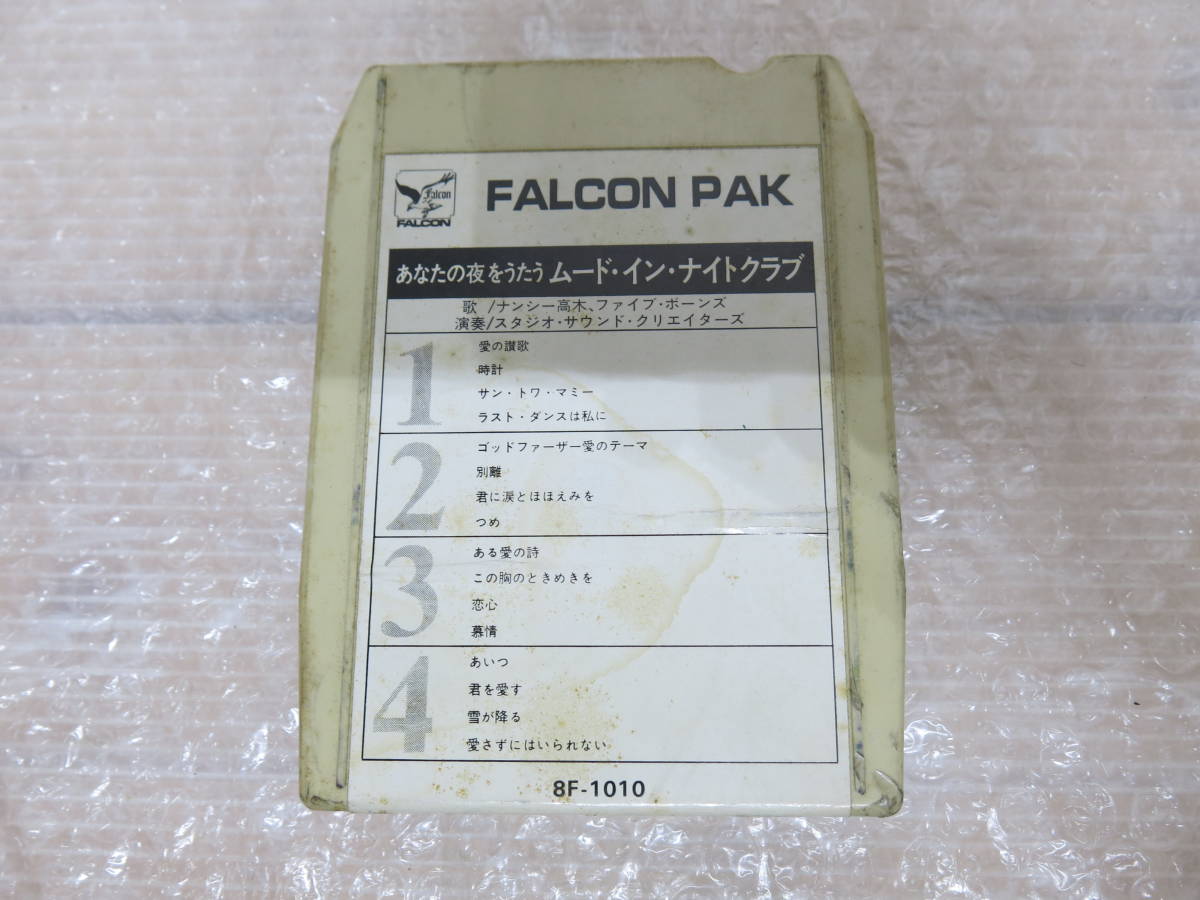 Falcon
FALCON
FALCON PAK
あなたの夜をうたう ムード・イン・ナイトクラブ
歌 /ナンシー高木、ファイブ・ボーンズ
演奏/スタジオ・サウンド・クリエイターズ
1
愛の讃歌
時計
サン・トワ・マミー
ラスト・ダンスは私に
2
ゴッドファーザー愛のテーマ
別離
君に涙とほほえみを
つめ
3
ある愛の詩
この胸のときめきを
恋心
慕情
4
あいつ
君を愛す
雪が降る
愛さずにはいられない
8F-1010